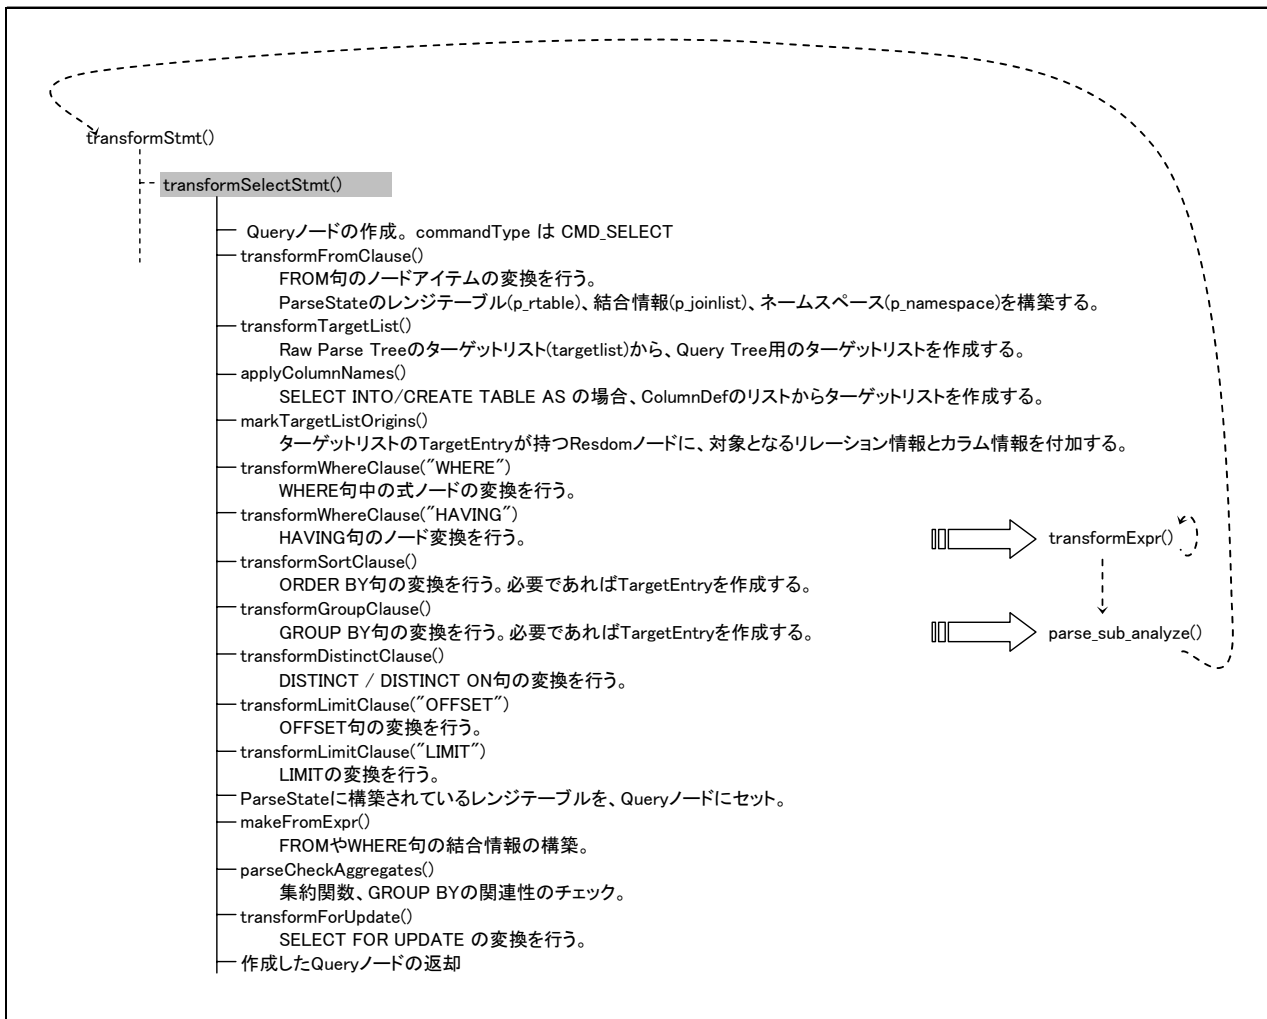 transformStmt()
transformSelectStmt()
Queryノードの作成。 commandType は CMD_SELECT
transformFromClause()
FROM句のノードアイテムの変換を行う。
ParseStateのレンジテーブル(p_rtable)、結合情報(p_joinlist)、ネームスペース(p_namespace)を構築する。
transformTargetList()
Raw Parse Treeのターゲットリスト(targetlist)から、Query Tree用のターゲットリストを作成する。
applyColumnNames()
SELECT INTO/CREATE TABLE AS の場合、ColumnDefのリストからターゲットリストを作成する。
markTargetListOrigins()
ターゲットリストのTargetEntryが持つResdomノードに、対象となるリレーション情報とカラム情報を付加する。
transformWhereClause("WHERE")
WHERE句中の式ノードの変換を行う。
transformWhereClause("HAVING")
HAVING句のノード変換を行う。
transformExpr()
transformSortClause()
ORDER BY句の変換を行う。必要であればTargetEntryを作成する。
transformGroupClause()
GROUP BY句の変換を行う。必要であればTargetEntryを作成する。
parse_sub_analyze()
transformDistinctClause()
DISTINCT / DISTINCT ON句の変換を行う。
transformLimitClause("OFFSET")
OFFSET句の変換を行う。
transformLimitClause("LIMIT")
LIMITの変換を行う。
ParseStateに構築されているレンジテーブルを、Queryノードにセット。
makeFromExpr()
FROMやWHERE句の結合情報の構築。
parseCheckAggregates()
集約関数、GROUP BYの関連性のチェック。
transformForUpdate()
SELECT FOR UPDATE の変換を行う。
作成したQueryノードの返却